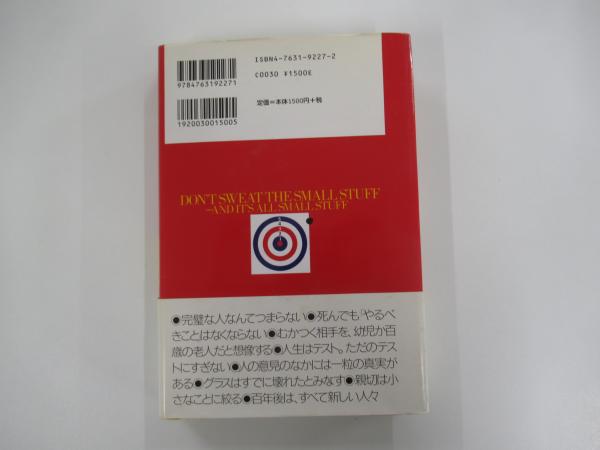 ISBN4-7631-9227-2
9784763192271
C0030 ¥1500E
定価=本体1500円+税
1920030015005
DON'T SWEAT THE SMALL STUFF
—AND IT'S ALL SMALL STUFF
●完璧な人なんてつまらない●死んでも「やるべ
きことはなくならない●むかつく相手を、幼児か百
歳の老人だと想像する●人生はテスト。ただのテス
トにすぎない●人の意見のなかには一粒の真実が
ある●グラスはすでに壊れたとみなす●親切は小
さなことに絞る●百年後は、すべて新しい人々